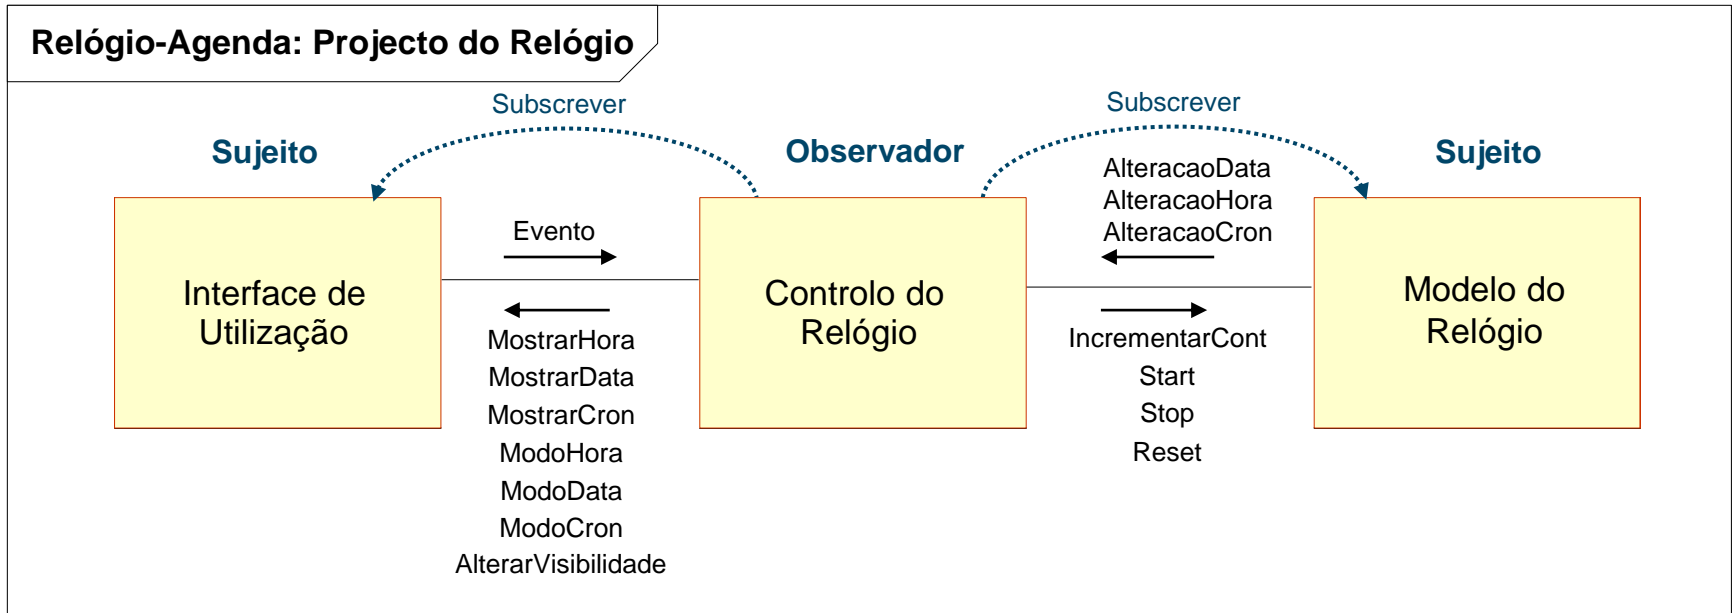 Relógio-Agenda: Projecto do Relógio
Subscrever
Subscrever
Sujeito
Observador
Sujeito
AlteracaoData
AlteracaoHora
AlteracaoCron
Evento
Interface de
Utilização
Controlo do
Relógio
Modelo do
Relógio
MostrarHora
MostrarData
MostrarCron
ModoHora
ModoData
ModoCron
AlterarVisibilidade
IncrementarCont
Start
Stop
Reset